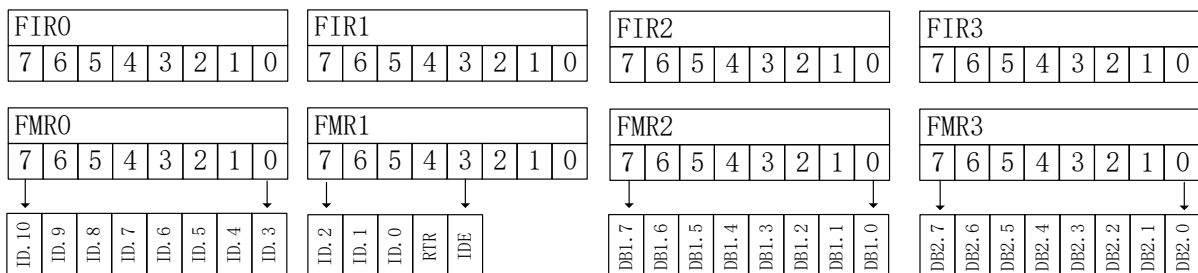 FIR0 FIR1 FIR2 FIR3
7 6 5 4 3 2 1 0 7 6 5 4 3 2 1 0 7 6 5 4 3 2 1 0 7 6 5 4 3 2 1 0
FMR0 FMR1 FMR2 FMR3
7 6 5 4 3 2 1 0 7 6 5 4 3 2 1 0 7 6 5 4 3 2 1 0 7 6 5 4 3 2 1 0
ID.10 ID.9 ID.8 ID.7 ID.6 ID.5 ID.4 ID.3 ID.2 ID.1 ID.0 RTR IDE DB1.7 DB1.6 DB1.5 DB1.4 DB1.3 DB1.2 DB1.1 DB1.0 DB2.7 DB2.6 DB2.5 DB2.4 DB2.3 DB2.2 DB2.1 DB2.0